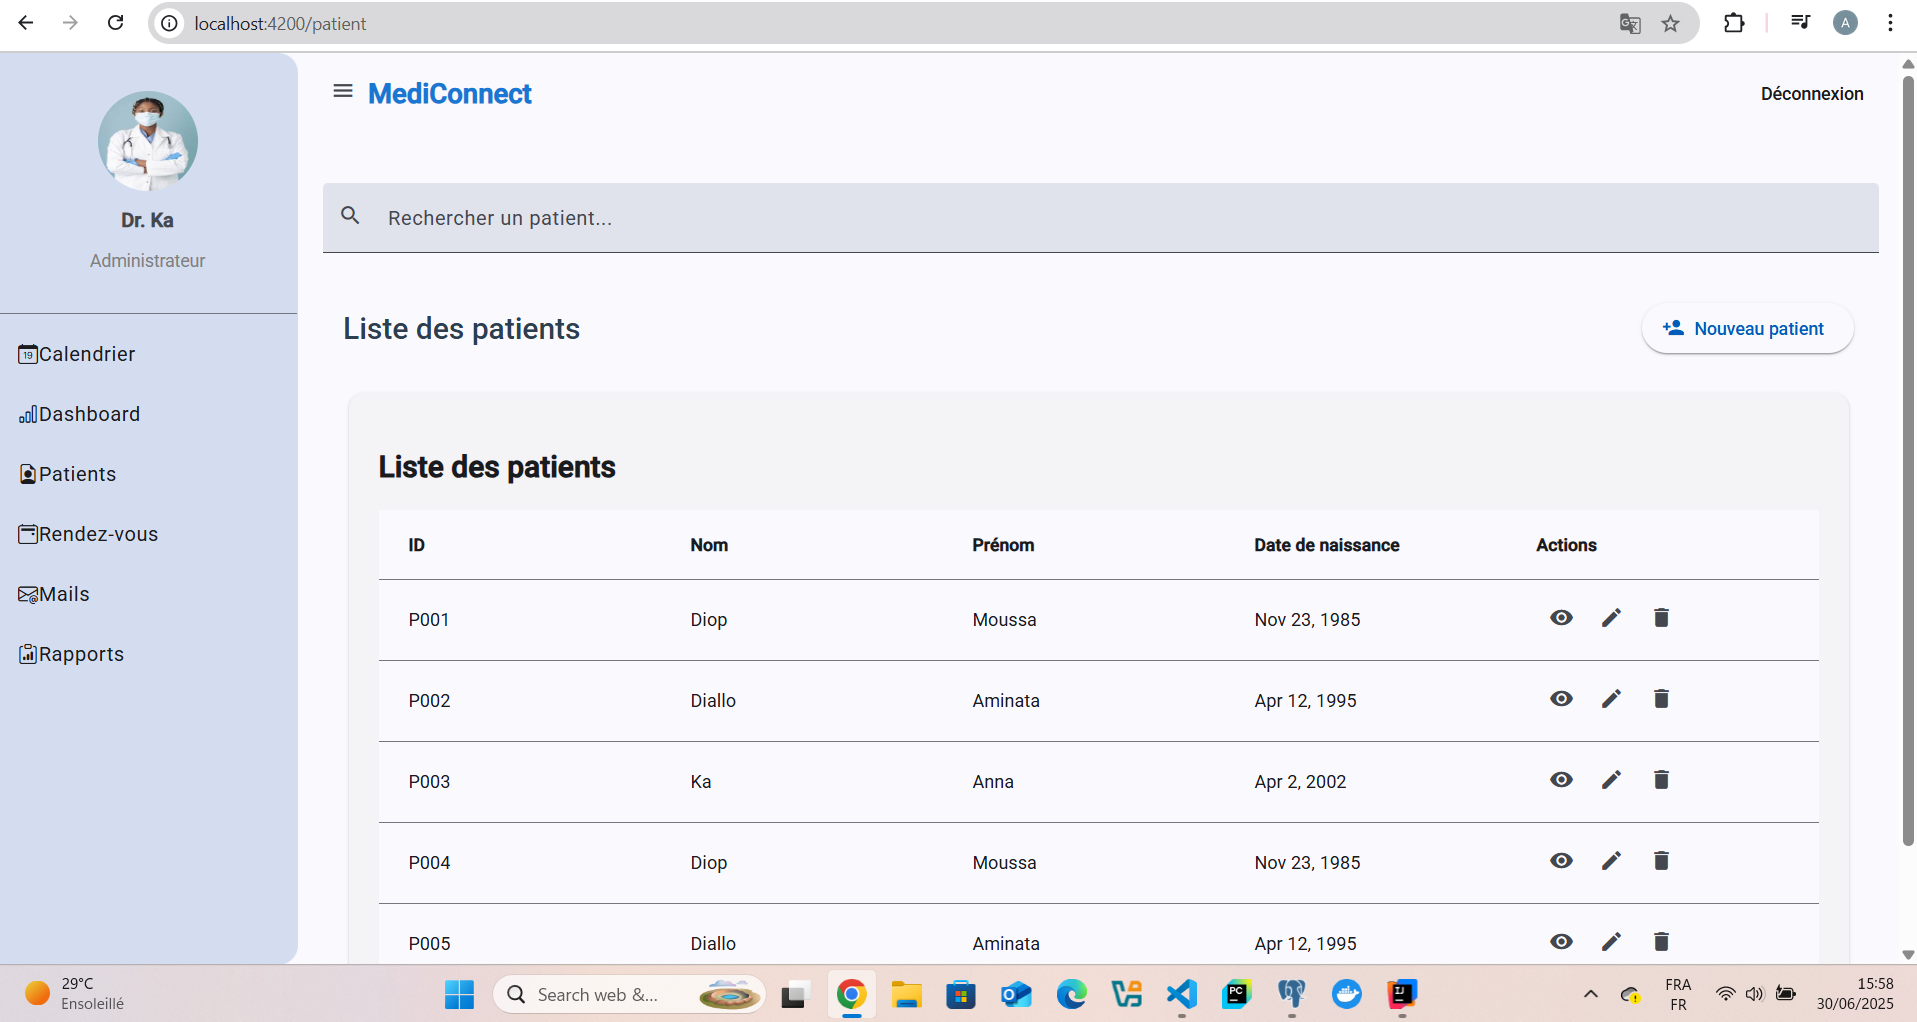 localhost:4200/patient
A
MediConnect
Déconnexion
Dr. Ka
Administrateur
Rechercher un patient...
Liste des patients
Nouveau patient
19
Calendrier
Dashboard
Patients
Rendez-vous
Mails
Rapports
Liste des patients
ID Nom Prénom Date de naissance Actions
P001 Diop Moussa Nov 23, 1985
P002 Diallo Aminata Apr 12, 1995
P003 Ka Anna Apr 2, 2002
P004 Diop Moussa Nov 23, 1985
P005 Diallo Aminata Apr 12, 1995
29°C
Ensoleillé
Search web &...
PC
IJ
FRA
FR
15:58
30/06/2025